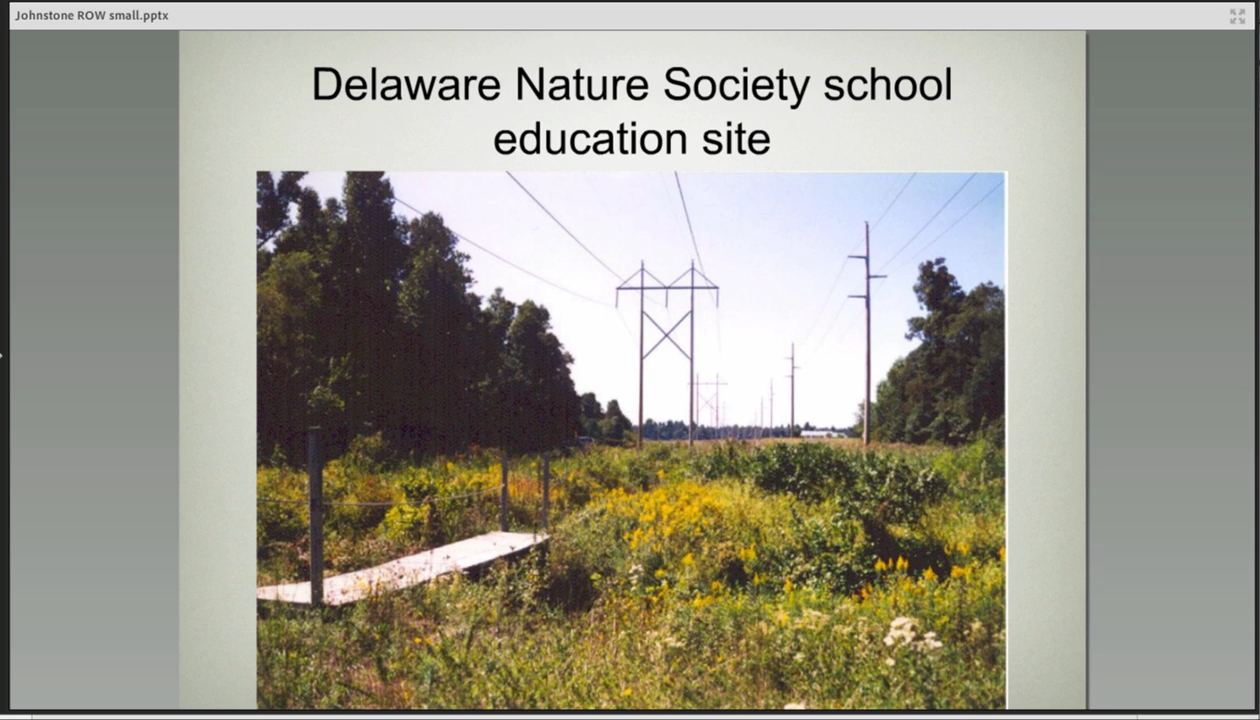 Johnstone ROW small.pptx
Delaware Nature Society school
education site